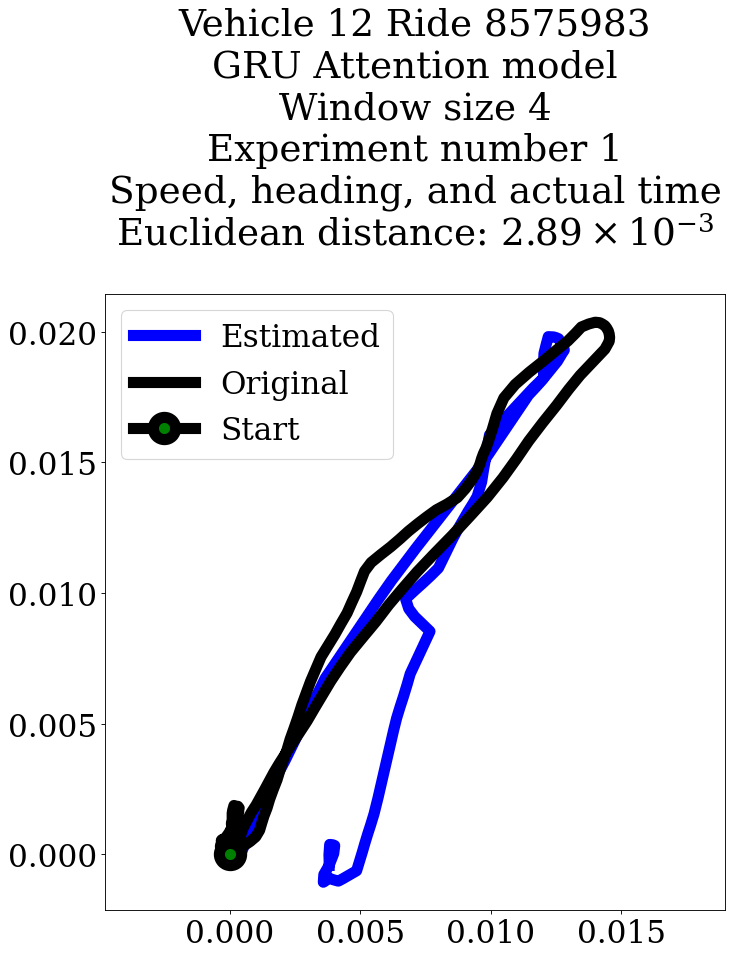 Vehicle 12 Ride 8575983
GRU Attention model
Window size 4
Experiment number 1
Speed, heading, and actual time
Euclidean distance: 2.89 × 10⁻³
Estimated
Original
Start
0.020
0.015
0.010
0.005
0.000
0.000 0.005 0.010 0.015